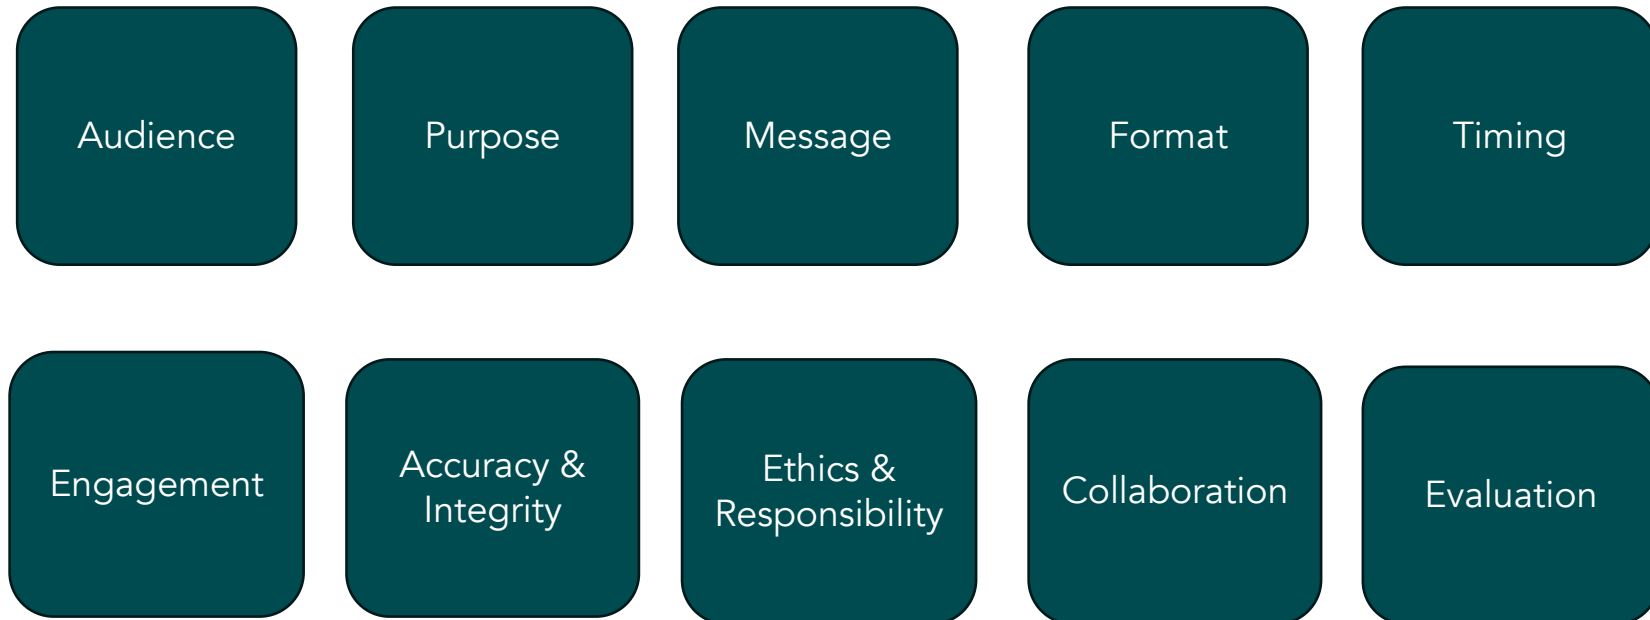 Audience
Purpose
Message
Format
Timing
Engagement
Accuracy &
Integrity
Ethics &
Responsibility
Collaboration
Evaluation